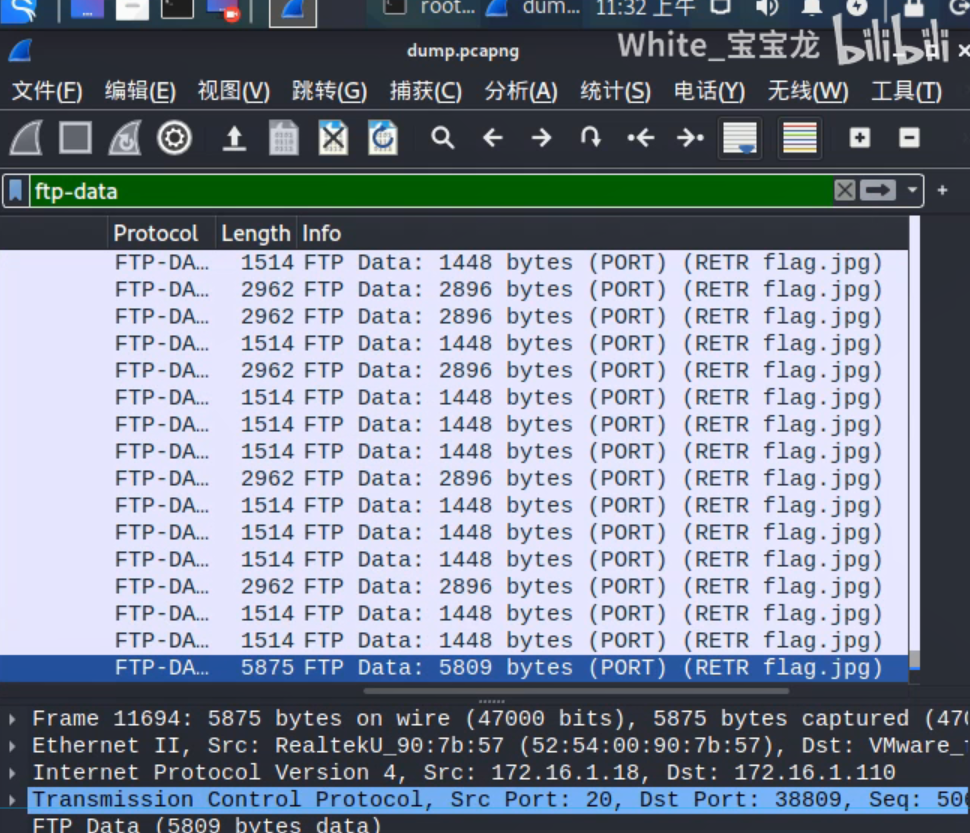 root... dum... 11:32 上午
dump.pcapng White_宝宝龙 bilibili
文件(F) 编辑(E) 视图(V) 跳转(G) 捕获(C) 分析(A) 统计(S) 电话(Y) 无线(W) 工具(T)
ftp-data
Protocol Length Info
FTP-DA… 1514 FTP Data: 1448 bytes (PORT) (RETR flag.jpg)
FTP-DA… 2962 FTP Data: 2896 bytes (PORT) (RETR flag.jpg)
FTP-DA… 2962 FTP Data: 2896 bytes (PORT) (RETR flag.jpg)
FTP-DA… 1514 FTP Data: 1448 bytes (PORT) (RETR flag.jpg)
FTP-DA… 2962 FTP Data: 2896 bytes (PORT) (RETR flag.jpg)
FTP-DA… 1514 FTP Data: 1448 bytes (PORT) (RETR flag.jpg)
FTP-DA… 1514 FTP Data: 1448 bytes (PORT) (RETR flag.jpg)
FTP-DA… 1514 FTP Data: 1448 bytes (PORT) (RETR flag.jpg)
FTP-DA… 2962 FTP Data: 2896 bytes (PORT) (RETR flag.jpg)
FTP-DA… 1514 FTP Data: 1448 bytes (PORT) (RETR flag.jpg)
FTP-DA… 1514 FTP Data: 1448 bytes (PORT) (RETR flag.jpg)
FTP-DA… 1514 FTP Data: 1448 bytes (PORT) (RETR flag.jpg)
FTP-DA… 2962 FTP Data: 2896 bytes (PORT) (RETR flag.jpg)
FTP-DA… 1514 FTP Data: 1448 bytes (PORT) (RETR flag.jpg)
FTP-DA… 1514 FTP Data: 1448 bytes (PORT) (RETR flag.jpg)
FTP-DA… 5875 FTP Data: 5809 bytes (PORT) (RETR flag.jpg)
Frame 11694: 5875 bytes on wire (47000 bits), 5875 bytes captured (470
Ethernet II, Src: RealtekU_90:7b:57 (52:54:00:90:7b:57), Dst: VMware_
Internet Protocol Version 4, Src: 172.16.1.18, Dst: 172.16.1.110
Transmission Control Protocol, Src Port: 20, Dst Port: 38809, Seq: 50
FTP Data (5809 bytes data)